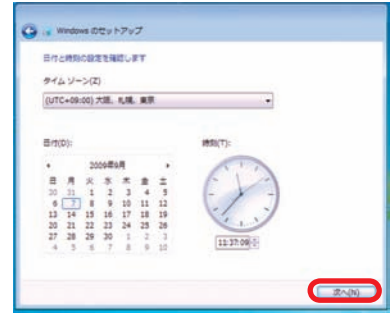 Windows のセットアップ
日付と時刻の設定を確認します
タイム ゾーン(Z)
(UTC+09:00) 大阪、札幌、東京
日付(D):
時刻(T):
2009年9月
日 月 火 水 木 金 土
30 31 1 2 3 4 5
6 7 8 9 10 11 12
13 14 15 16 17 18 19
20 21 22 23 24 25 26
27 28 29 30 1 2 3
4 5 6 7 8 9 10
11:37:09
次へ(N)